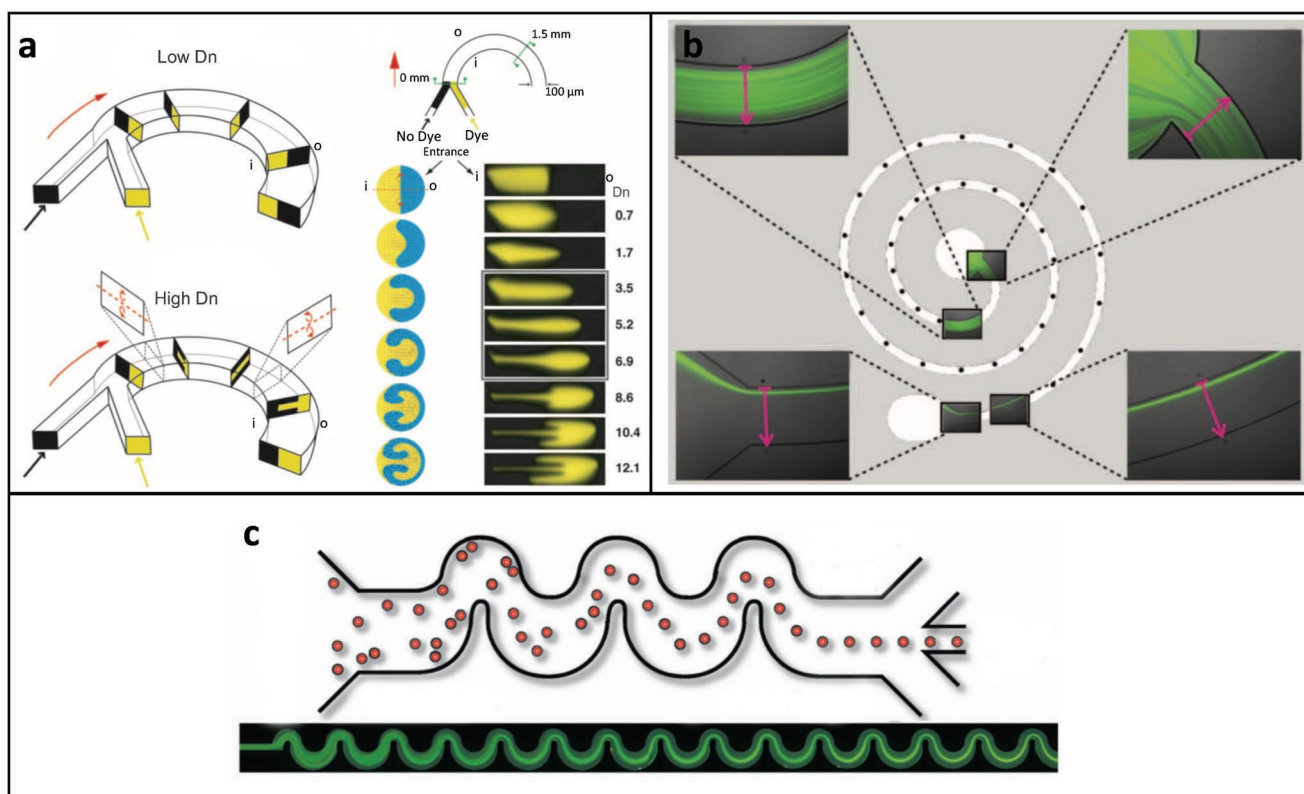 a
Low Dn
i
o
High Dn
i
o
o
i
1.5 mm
0 mm
100 µm
No Dye
Dye
Entrance
i
o
i
o
Dn
0.7
1.7
3.5
5.2
6.9
8.6
10.4
12.1
b
c